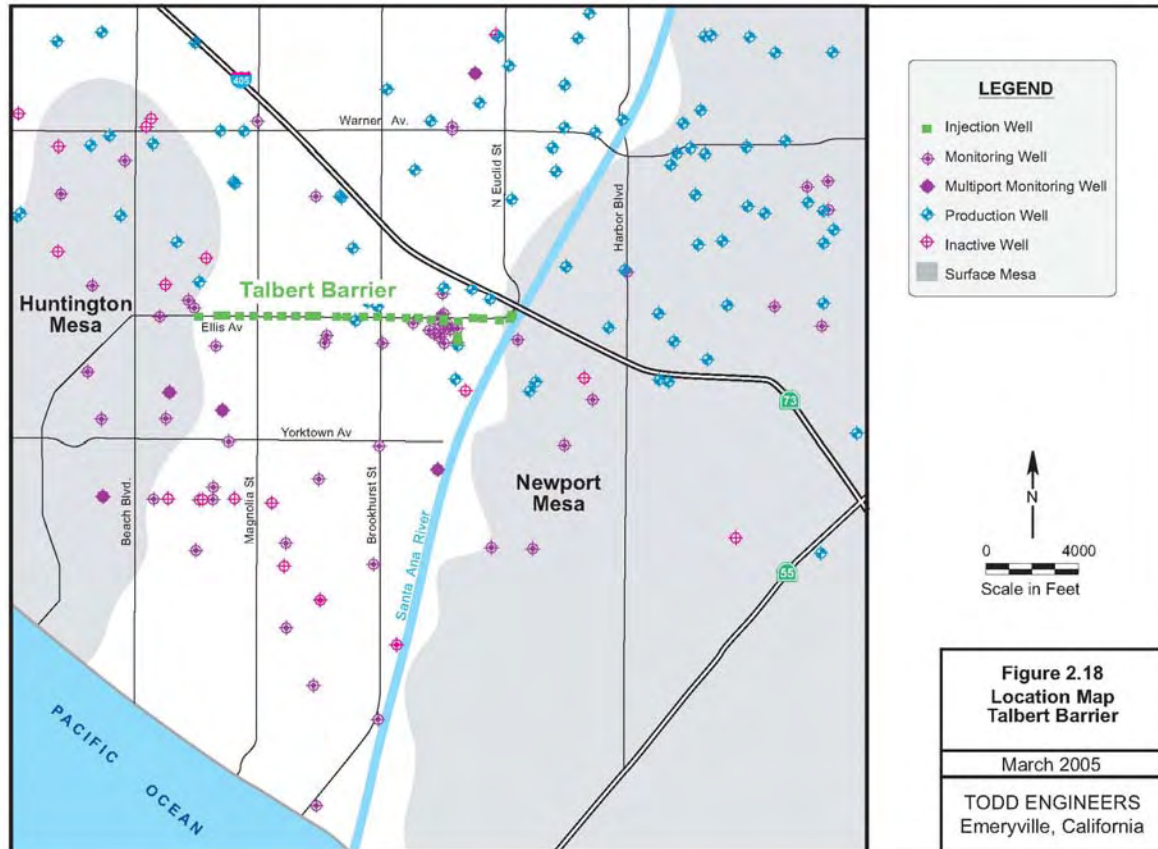 405
Warner Av.
N Euclid St
Harbor Blvd
Talbert Barrier
Huntington
Mesa
Ellis Av
73
Yorktown Av
Newport
Mesa
Beach Blvd.
Magnolia St
Brookhurst St
Santa Ana River
55
PACIFIC
OCEAN
LEGEND
Injection Well
Monitoring Well
Multiport Monitoring Well
Production Well
Inactive Well
Surface Mesa
N
0 4000
Scale in Feet
Figure 2.18
Location Map
Talbert Barrier
March 2005
TODD ENGINEERS
Emeryville, California